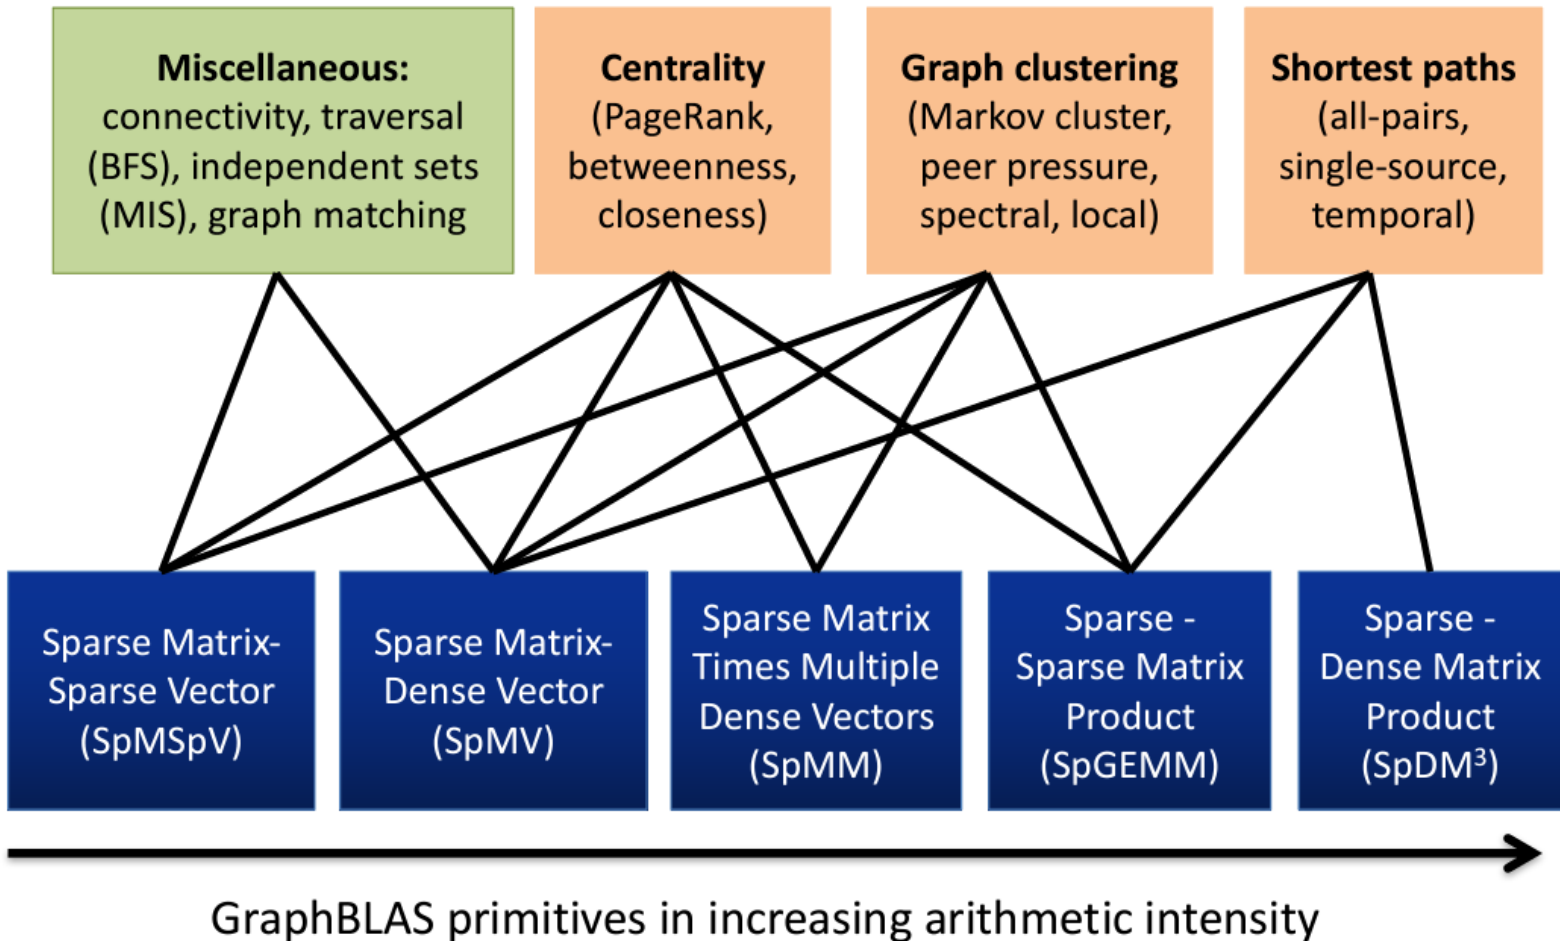 Miscellaneous:
connectivity, traversal
(BFS), independent sets
(MIS), graph matching
Centrality
(PageRank,
betweenness,
closeness)
Graph clustering
(Markov cluster,
peer pressure,
spectral, local)
Shortest paths
(all-pairs,
single-source,
temporal)
Sparse Matrix-
Sparse Vector
(SpMSpV)
Sparse Matrix-
Dense Vector
(SpMV)
Sparse Matrix
Times Multiple
Dense Vectors
(SpMM)
Sparse -
Sparse Matrix
Product
(SpGEMM)
Sparse -
Dense Matrix
Product
(SpDM³)
GraphBLAS primitives in increasing arithmetic intensity